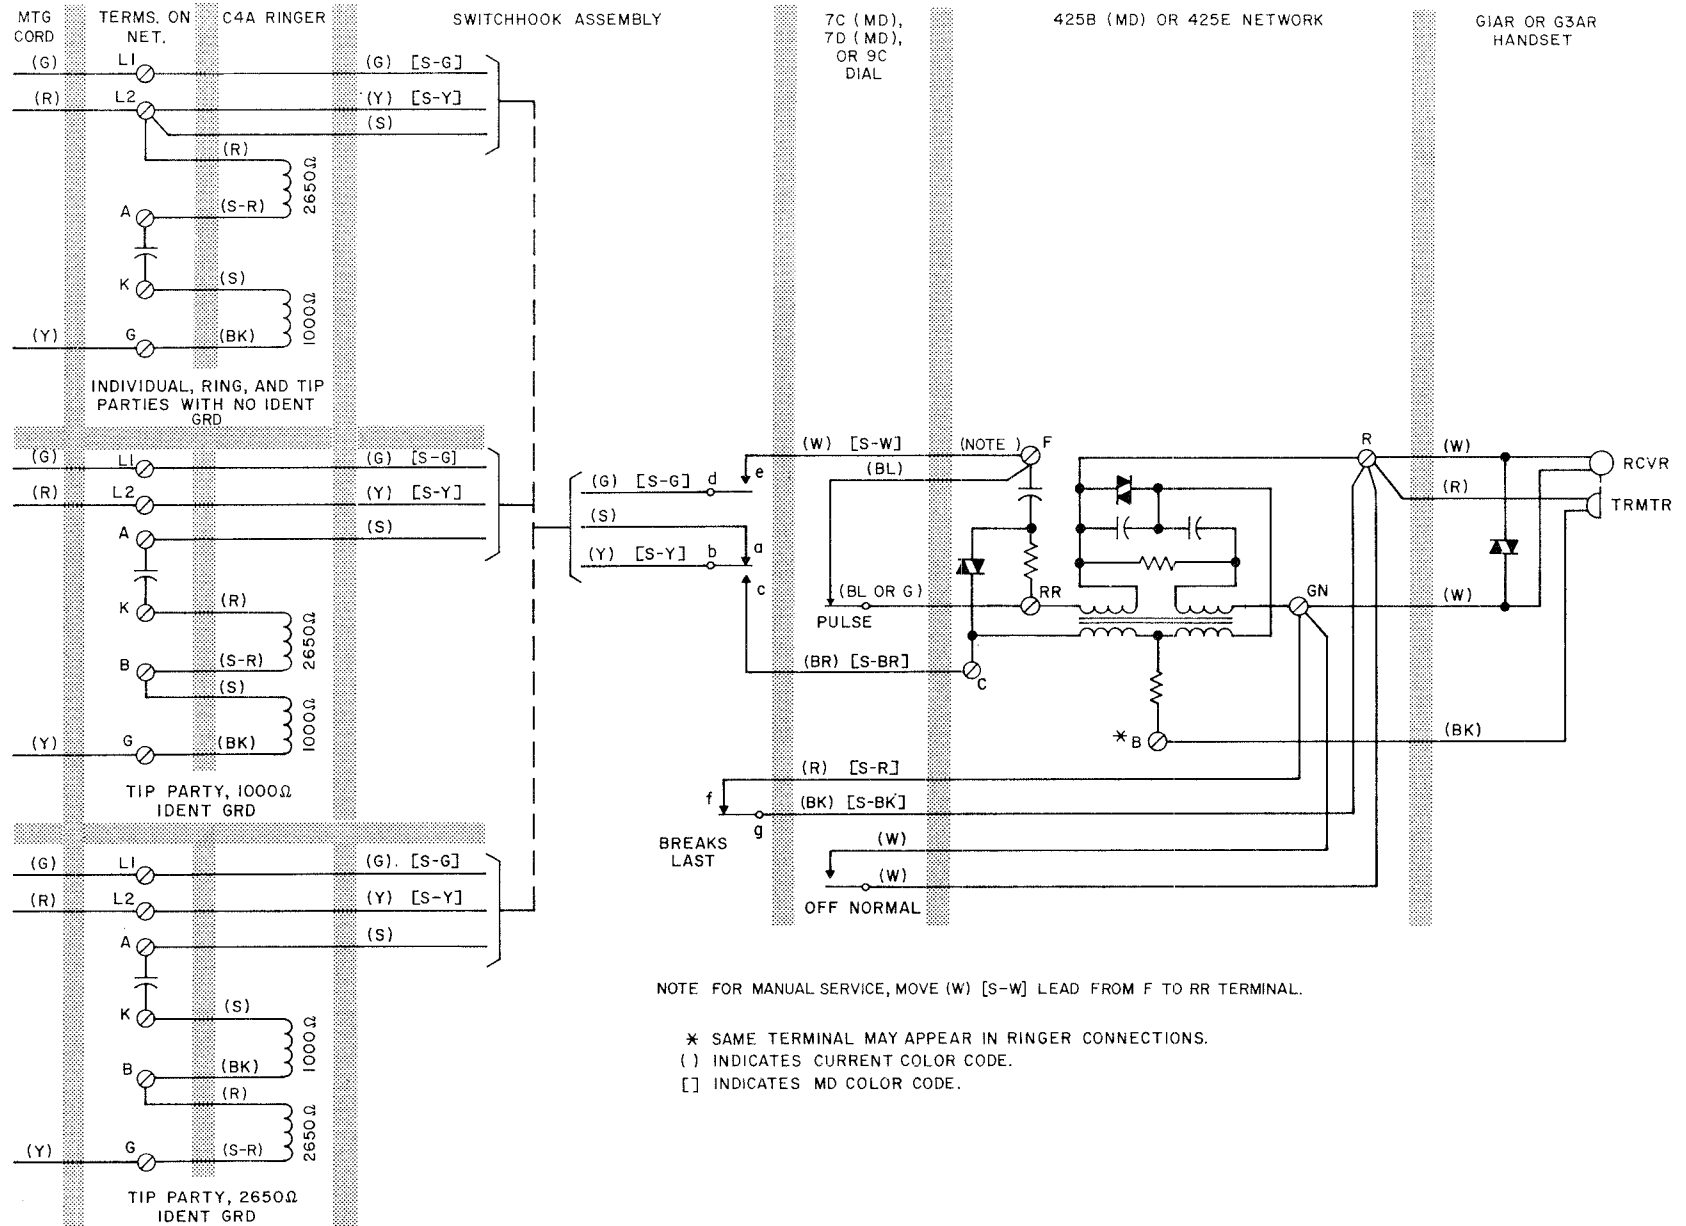 MTG
CORD
TERMS. ON
NET.
C4A RINGER
SWITCHHOOK ASSEMBLY
7C (MD),
7D (MD),
OR 9C
DIAL
425B (MD) OR 425E NETWORK
G1AR OR G3AR
HANDSET
(G)
L1
(G) [S-G]
(R)
L2
(Y) [S-Y]
(S)
(R)
2650Ω
A
(S-R)
K
(S)
1000Ω
(Y)
G
(BK)
INDIVIDUAL, RING, AND TIP
PARTIES WITH NO IDENT
GRD
(G)
L1
(G) [S-G]
(R)
L2
(Y) [S-Y]
A
(S)
K
(R)
2650Ω
B
(S-R)
(S)
1000Ω
(Y)
G
(BK)
TIP PARTY, 1000Ω
IDENT GRD
(G)
L1
(G). [S-G]
(R)
L2
(Y) [S-Y]
A
(S)
K
(S)
1000Ω
B
(BK)
(R)
2650Ω
(Y)
G
(S-R)
TIP PARTY, 2650Ω
IDENT GRD
(G) [S-G] d
(S)
(Y) [S-Y] b
e
a
c
(W) [S-W]
(BL)
(NOTE )
F
(BL OR G)
RR
PULSE
(BR) [S-BR]
C
GN
* B
R
(W)
RCVR
(R)
TRMTR
(W)
(BK)
(R) [S-R]
f
(BK) [S-BK]
g
BREAKS
LAST
(W)
(W)
OFF NORMAL
NOTE FOR MANUAL SERVICE, MOVE (W) [S-W] LEAD FROM F TO RR TERMINAL.
* SAME TERMINAL MAY APPEAR IN RINGER CONNECTIONS.
( ) INDICATES CURRENT COLOR CODE.
[] INDICATES MD COLOR CODE.